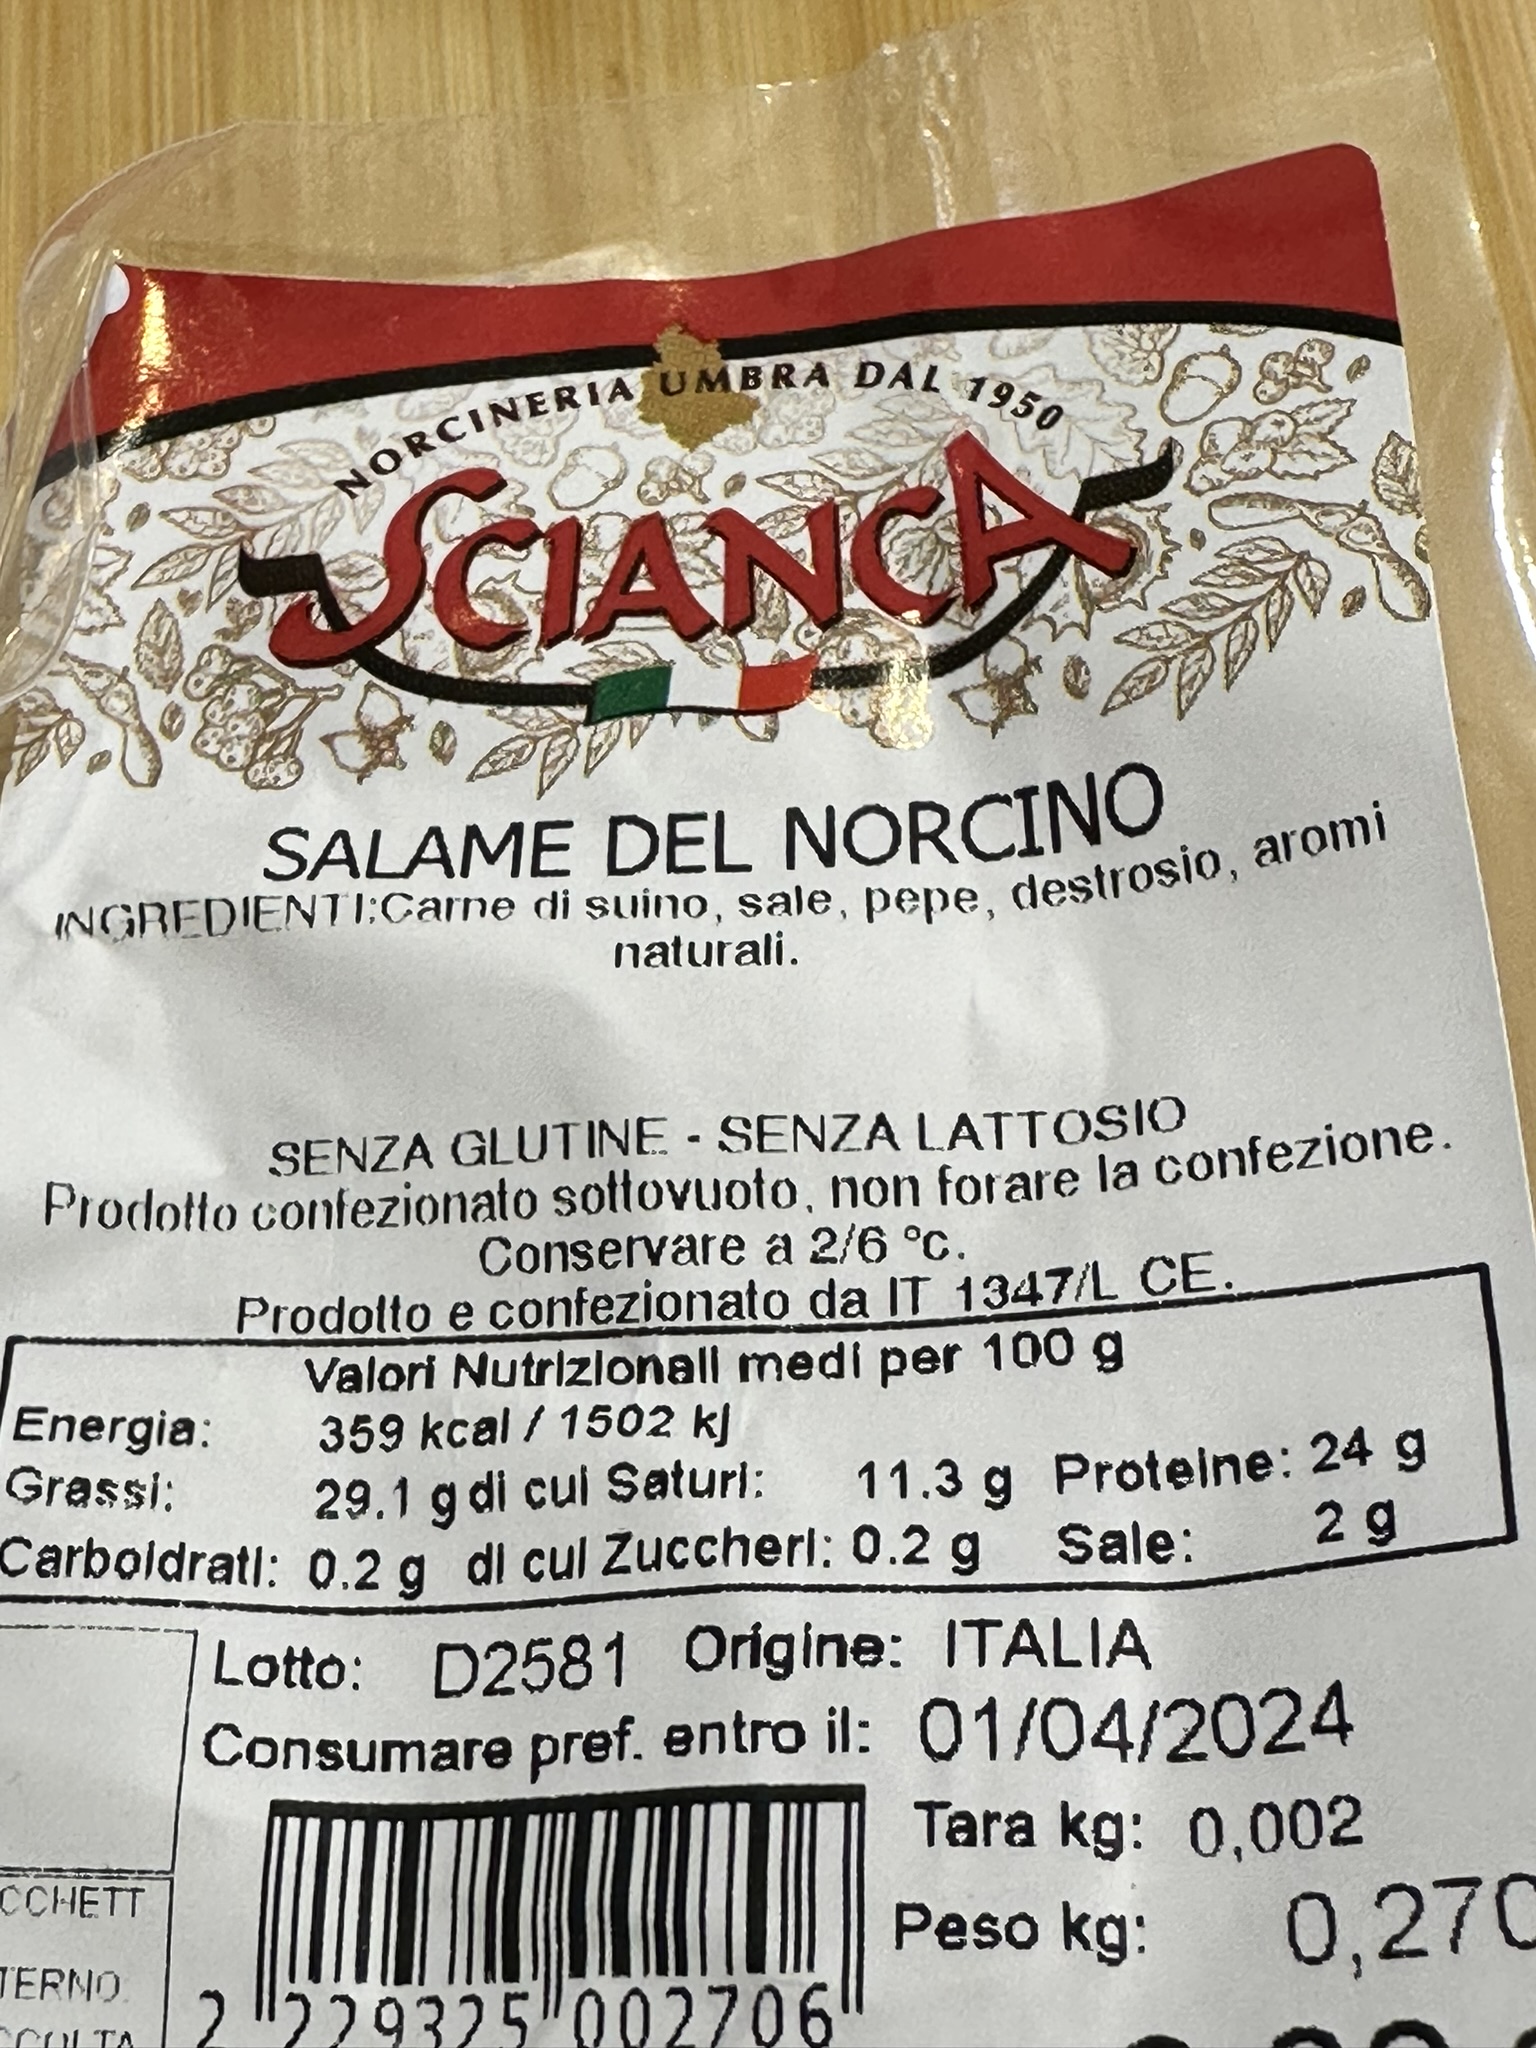 NORCINERIA UMBRA DAL 1950
SCIANCA
SALAME DEL NORCINO
INGREDIENTI:Carne di suino, sale, pepe, destrosio, aromi
naturali.
SENZA GLUTINE - SENZA LATTOSIO
Prodotto confezionato sottovuoto, non forare la confezione.
Conservare a 2/6 °c.
Prodotto e confezionato da IT 1347/L CE.
Valori Nutrizionali medi per 100 g
Energia: 359 kcal / 1502 kj
Grassi: 29.1 g di cui Saturi: 11.3 g Proteine: 24 g
Carboidrati: 0.2 g di cui Zuccheri: 0.2 g Sale: 2 g
Lotto: D2581 Origine: ITALIA
Consumare pref. entro il: 01/04/2024
Tara kg: 0,002
Peso kg: 0,270
CCHETT
TERNO.
2 229325 002706